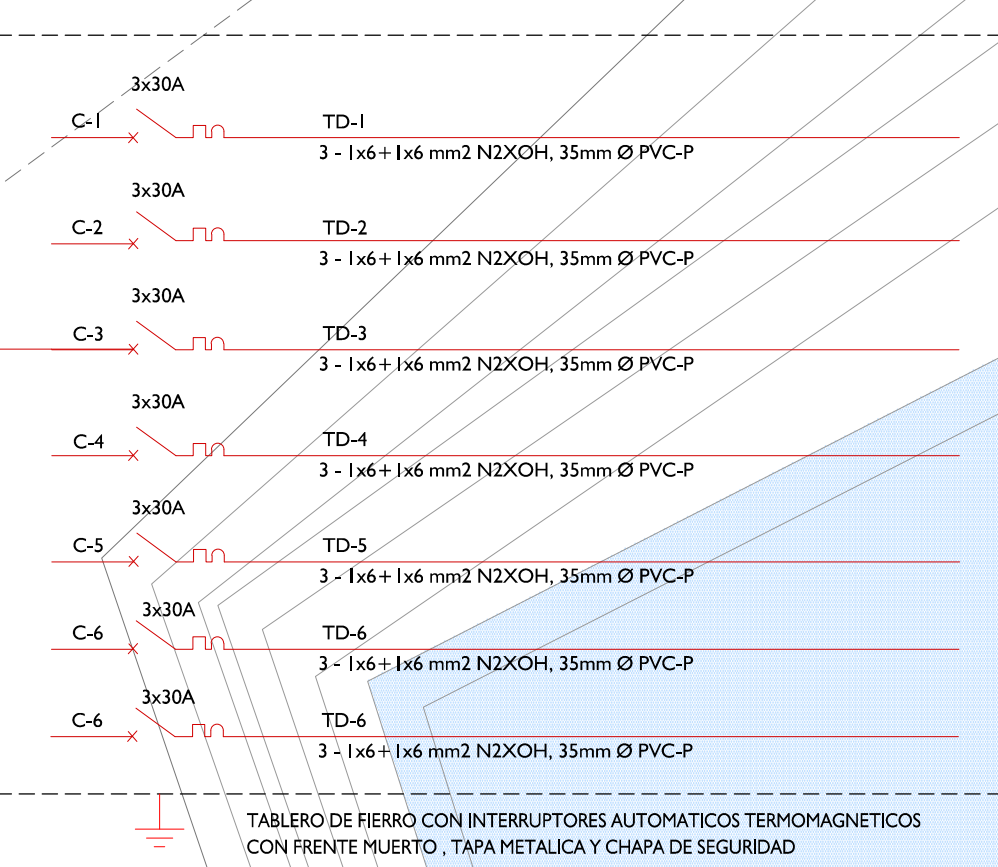 3x30A
C-1 TD-1
3 - 1x6+1x6 mm2 N2XOH, 35mm Ø PVC-P
3x30A
C-2 TD-2
3 - 1x6+1x6 mm2 N2XOH, 35mm Ø PVC-P
3x30A
C-3 TD-3
3 - 1x6+1x6 mm2 N2XOH, 35mm Ø PVC-P
3x30A
C-4 TD-4
3 - 1x6+1x6 mm2 N2XOH, 35mm Ø PVC-P
3x30A
C-5 TD-5
3 - 1x6+1x6 mm2 N2XOH, 35mm Ø PVC-P
3x30A
C-6 TD-6
3 - 1x6+1x6 mm2 N2XOH, 35mm Ø PVC-P
3x30A
C-6 TD-6
3 - 1x6+1x6 mm2 N2XOH, 35mm Ø PVC-P
TABLERO DE FIERRO CON INTERRUPTORES AUTOMATICOS TERMOMAGNETICOS
CON FRENTE MUERTO , TAPA METALICA Y CHAPA DE SEGURIDAD